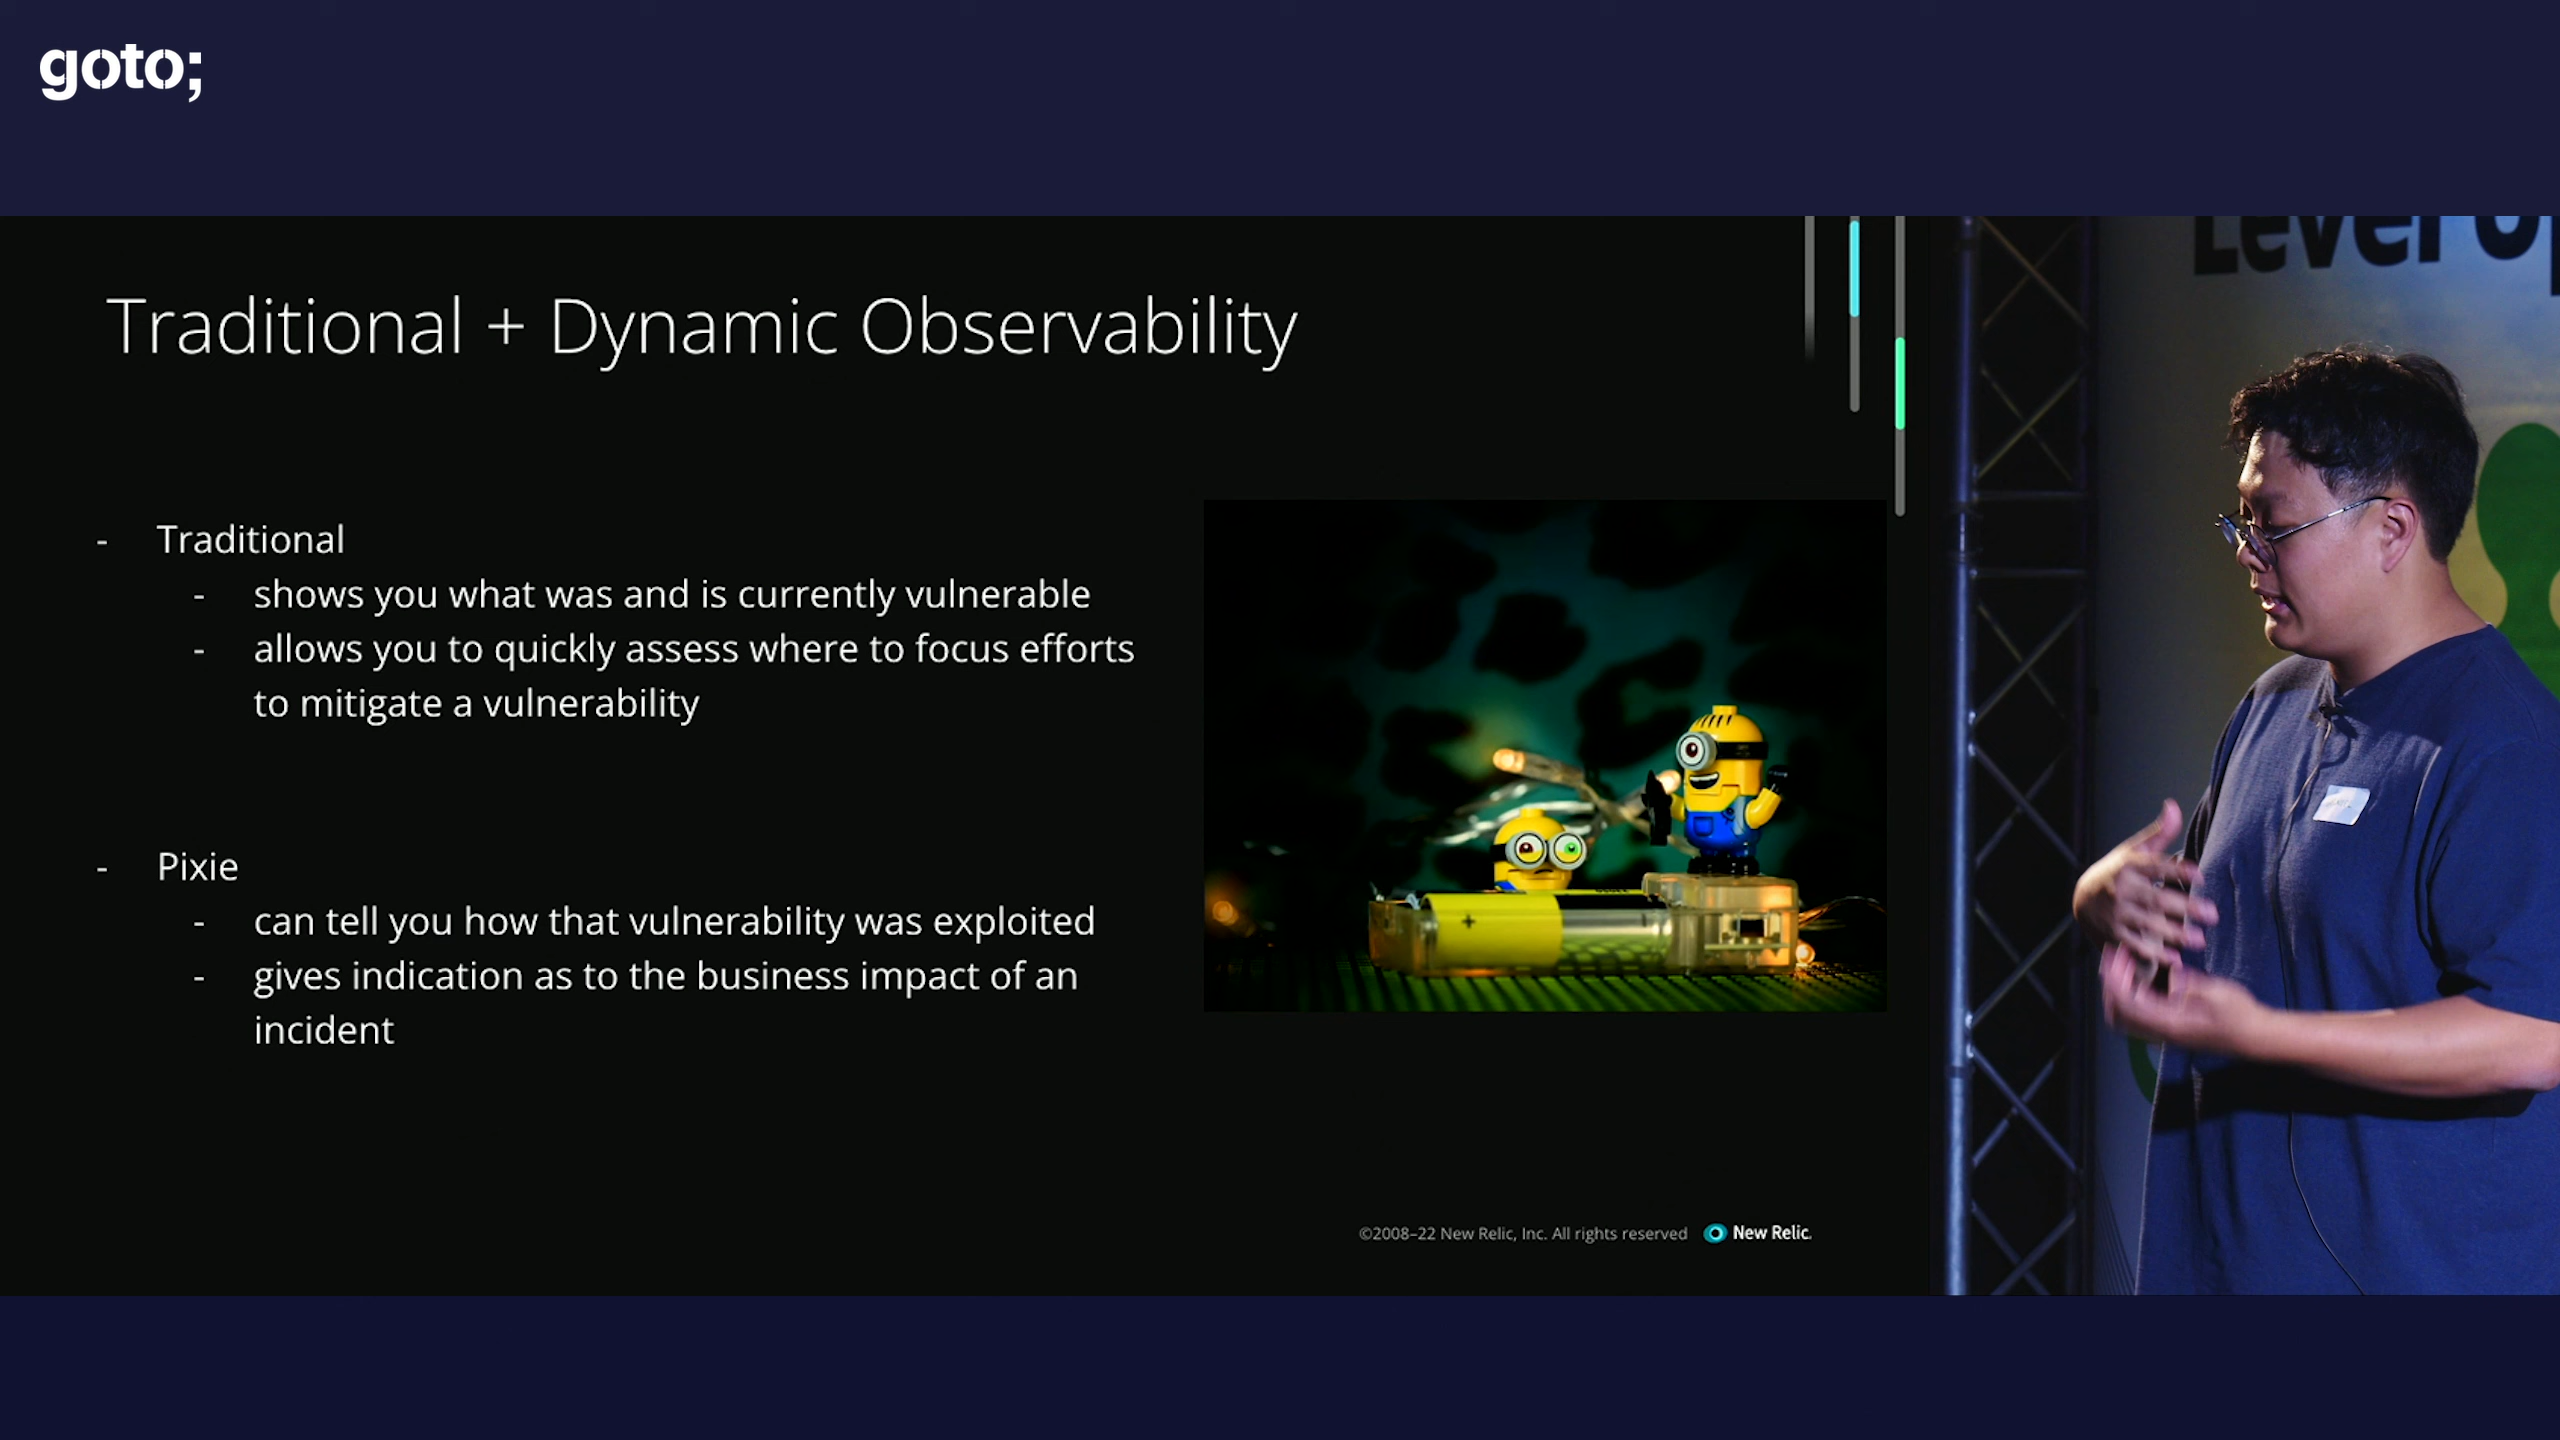 goto;
Traditional + Dynamic Observability
- Traditional
- shows you what was and is currently vulnerable
- allows you to quickly assess where to focus efforts
to mitigate a vulnerability
- Pixie
- can tell you how that vulnerability was exploited
- gives indication as to the business impact of an
incident
+
©2008–22 New Relic, Inc. All rights reserved New Relic.
Level